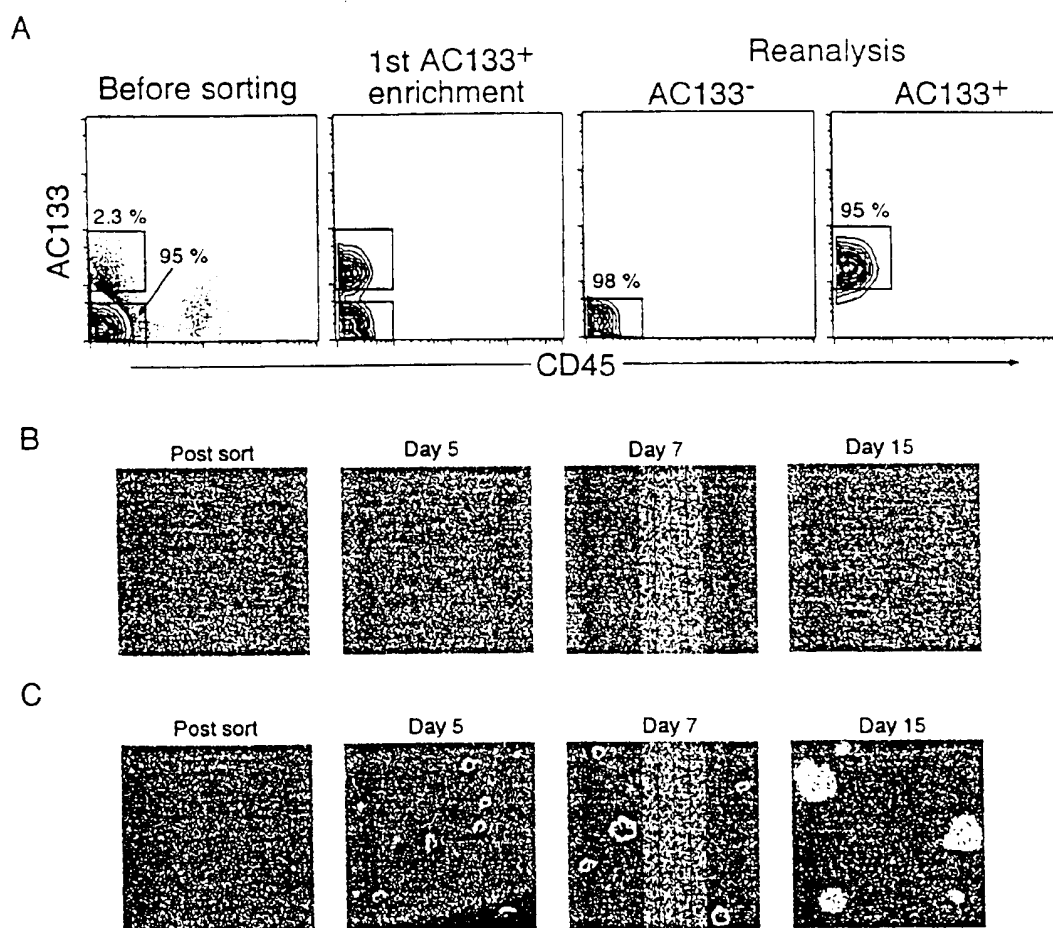 A
Before sorting
1st AC133+
enrichment
Reanalysis
AC133-
AC133+
AC133
2.3 %
95 %
98 %
95 %
CD45
B
Post sort
Day 5
Day 7
Day 15
C
Post sort
Day 5
Day 7
Day 15